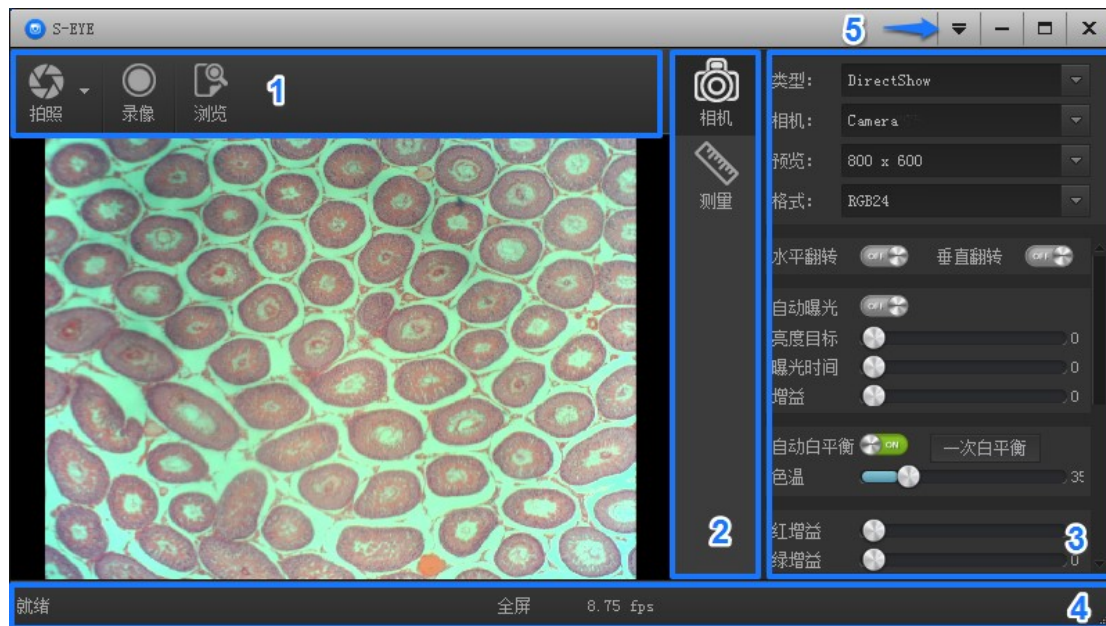 S-EYE
5
拍照
录像
浏览
1
相机
测里
2
类型:
DirectShow
相机:
Camera
预览:
800 x 600
格式:
RGB24
水平翻转
OFF
垂直翻转
OFF
自动曝光
OFF
亮度目标
0
曝光时间
0
增益
0
自动白平衡
ON
一次白平衡
色温
35
红增益
绿增益
0
3
就绪
全屏
8.75 fps
4